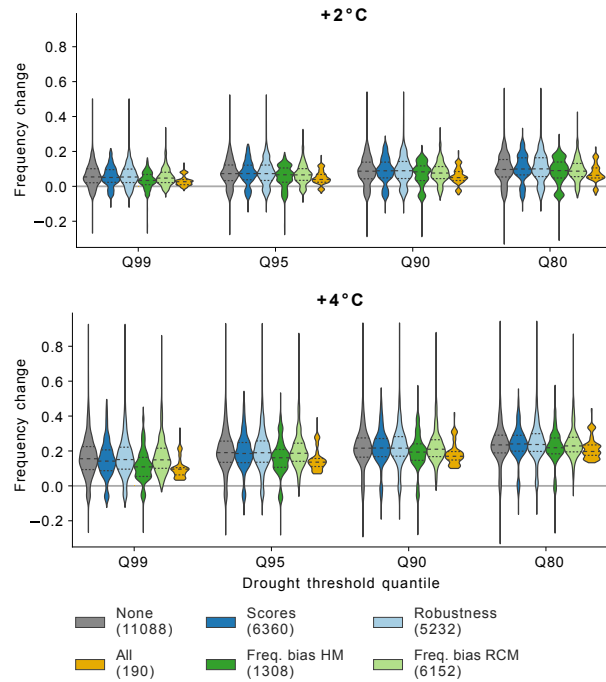 +2°C
0.8
0.6
0.4
0.2
0.0
−0.2
Frequency change
Q99 Q95 Q90 Q80
+4°C
0.8
0.6
0.4
0.2
0.0
−0.2
Frequency change
Q99 Q95 Q90 Q80
Drought threshold quantile
None Scores Robustness
(11088) (6360) (5232)
All Freq. bias HM Freq. bias RCM
(190) (1308) (6152)